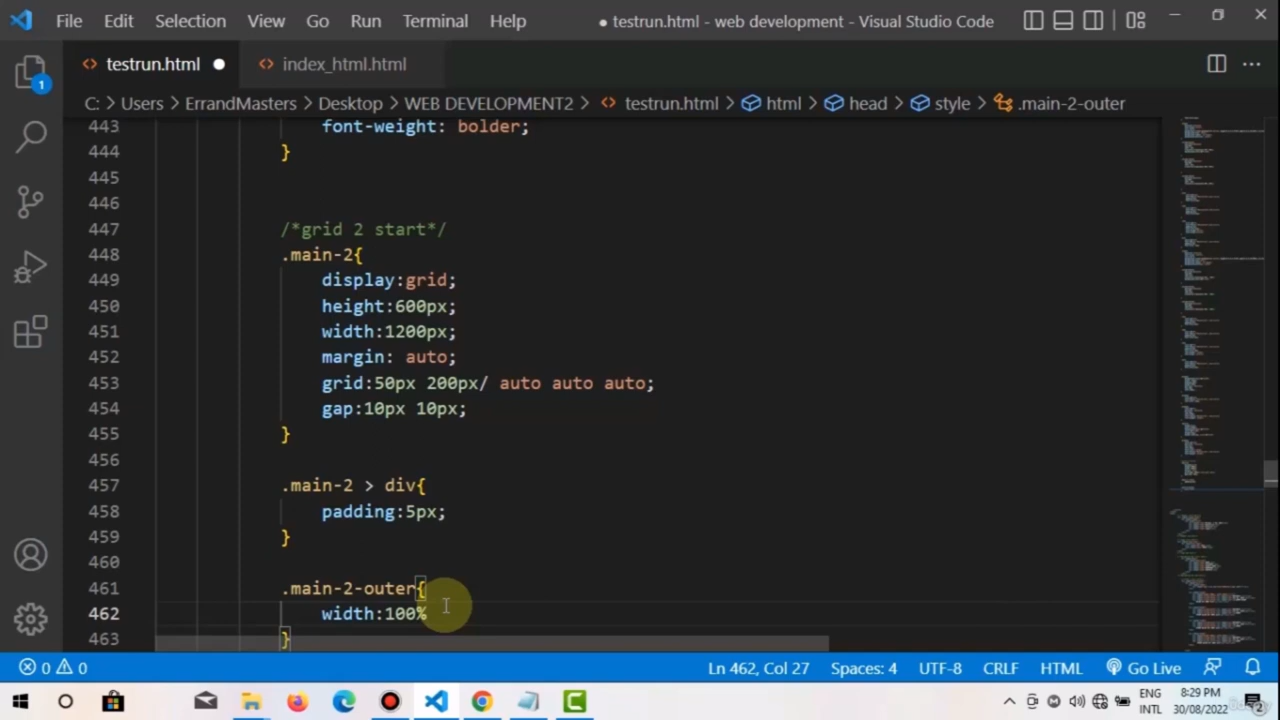 File Edit Selection View Go Run Terminal Help ● testrun.html - web development - Visual Studio Code
testrun.html ● index_html.html
C: > Users > ErrandMasters > Desktop > WEB DEVELOPMENT2 > testrun.html > html > head > style > .main-2-outer
1
443 font-weight: bolder;
444 }
445
446
447 /*grid 2 start*/
448 .main-2{
449 display:grid;
450 height:600px;
451 width:1200px;
452 margin: auto;
453 grid:50px 200px/ auto auto auto;
454 gap:10px 10px;
455 }
456
457 .main-2 > div{
458 padding:5px;
459 }
460
461 .main-2-outer{
462 width:100%
463 }
0 0 Ln 462, Col 27 Spaces: 4 UTF-8 CRLF HTML Go Live
ENG 8:29 PM
INTL 30/08/2022 2